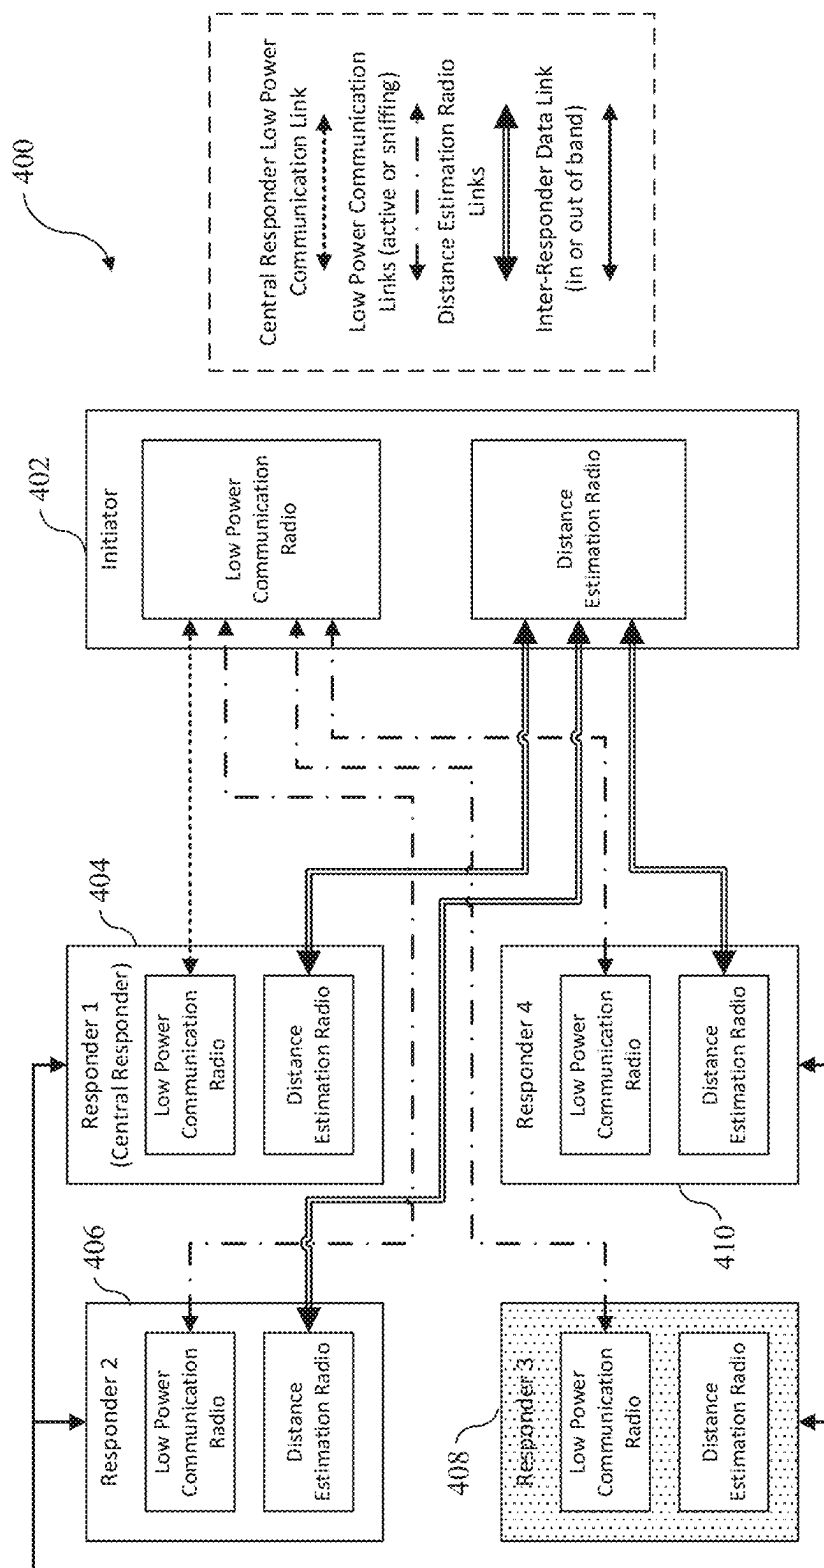 400
Central Responder Low Power
Communication Link
Low Power Communication
Links (active or sniffing)
Distance Estimation Radio
Links
Inter-Responder Data Link
(in or out of band)
402
Initiator
Low Power
Communication
Radio
Distance
Estimation Radio
404
Responder 1
(Central Responder)
Low Power
Communication
Radio
Distance
Estimation Radio
Responder 4
Low Power
Communication
Radio
Distance
Estimation Radio
410
406
Responder 2
Low Power
Communication
Radio
Distance
Estimation Radio
408
Responder 3
Low Power
Communication
Radio
Distance
Estimation Radio